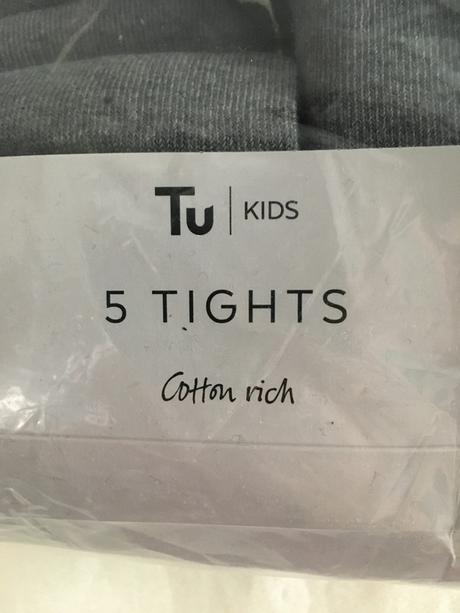 Tu | KIDS
5 TIGHTS
Cotton rich